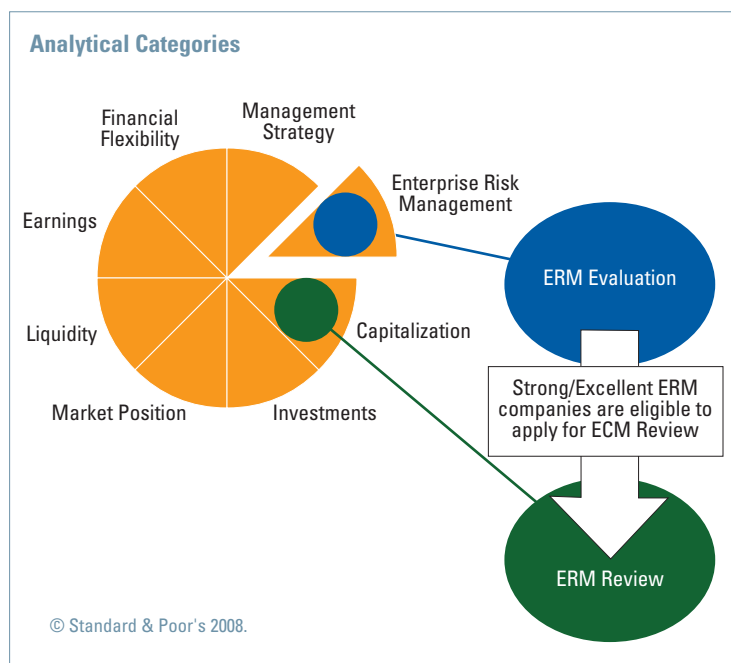 Analytical Categories
Financial
Flexibility
Management
Strategy
Enterprise Risk
Management
Earnings
ERM Evaluation
Liquidity
Capitalization
Market Position
Investments
Strong/Excellent ERM
companies are eligible to
apply for ECM Review
ERM Review
© Standard & Poor's 2008.